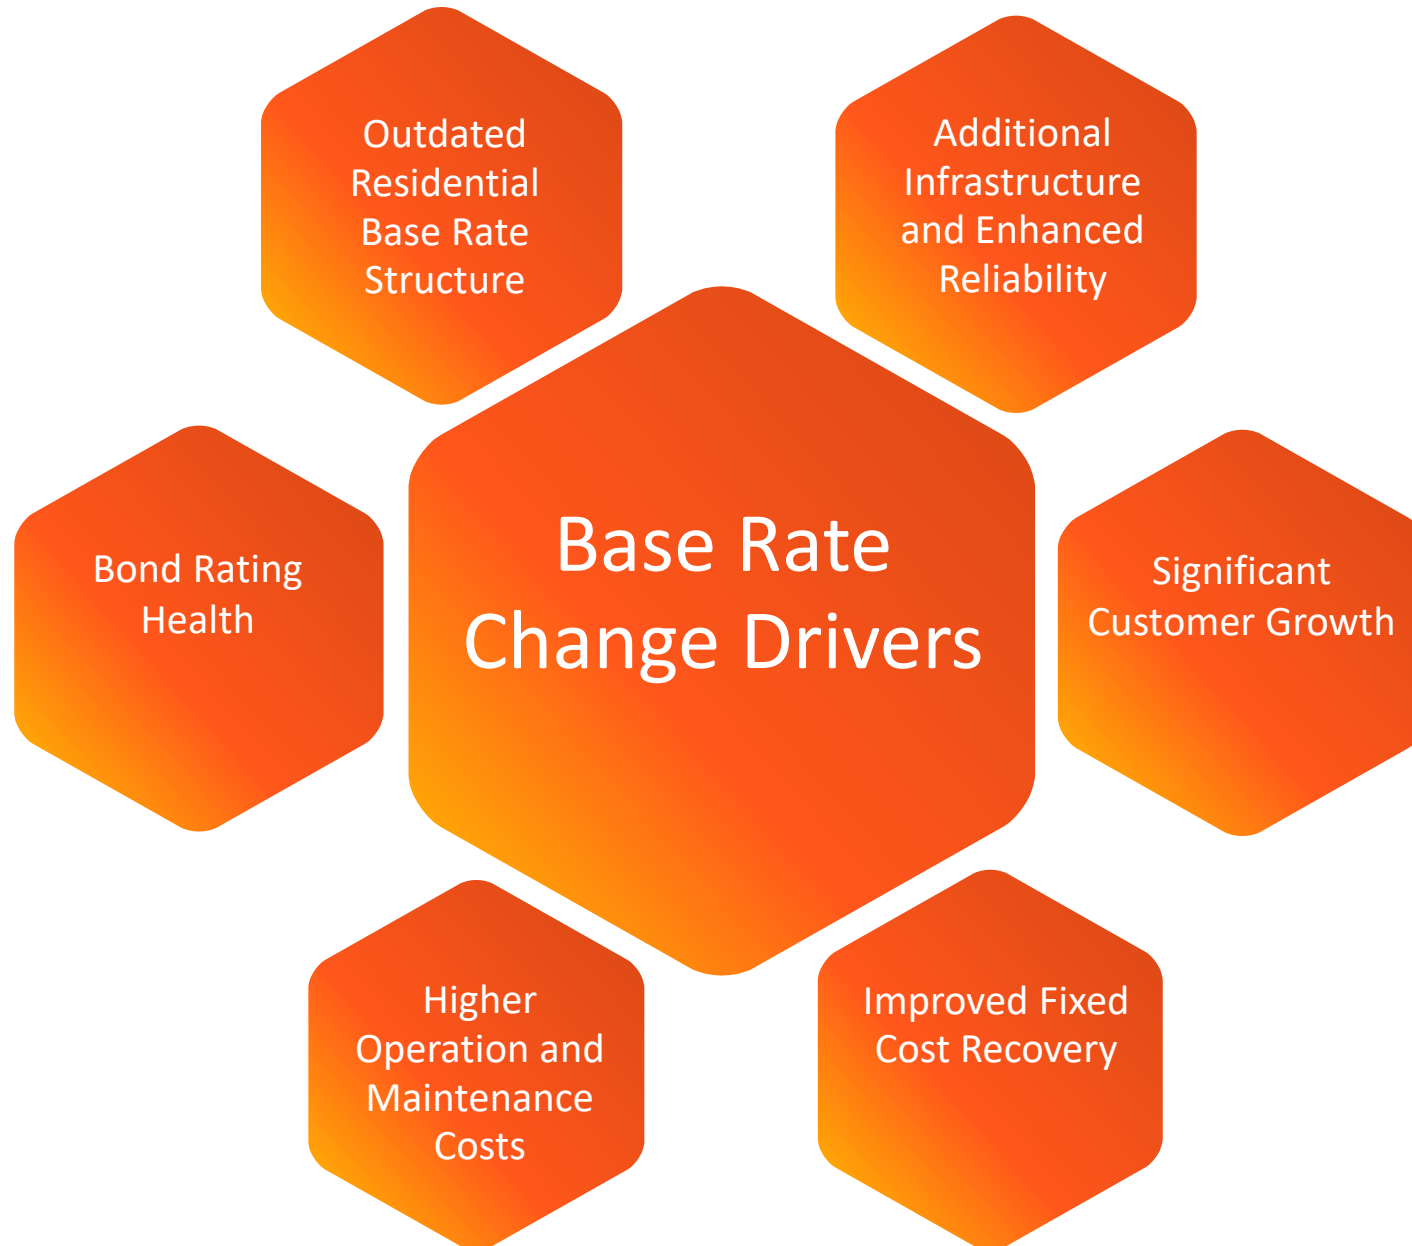 Outdated
Residential
Base Rate
Structure
Additional
Infrastructure
and Enhanced
Reliability
Base Rate
Change Drivers
Bond Rating
Health
Significant
Customer Growth
Higher
Operation and
Maintenance
Costs
Improved Fixed
Cost Recovery